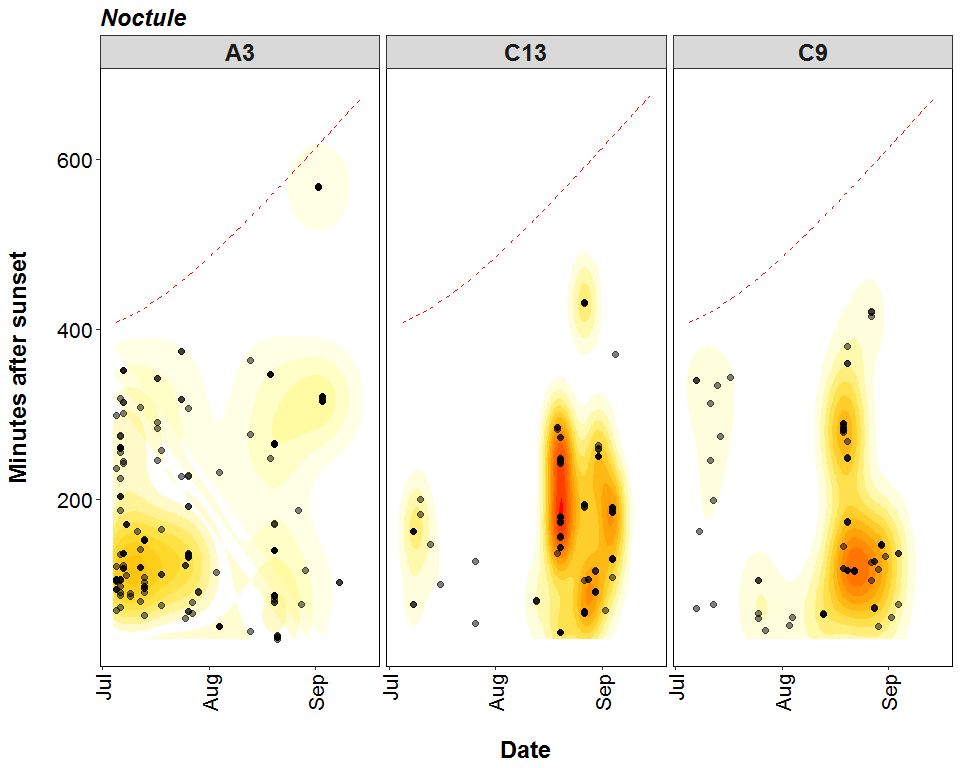 Noctule
A3 C13 C9
Minutes after sunset
600
400
200
Jul Aug Sep Jul Aug Sep Jul Aug Sep
Date